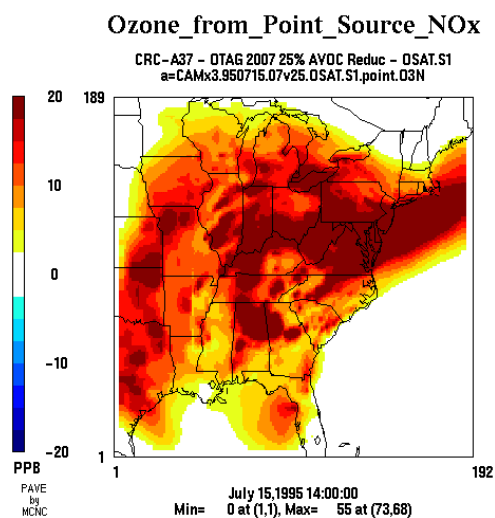 Ozone_from_Point_Source_NOx
CRC-A37 - OTAG 2007 25% AVOC Reduc - OSAT.S1
a=CAMx3.950715.07v25.OSAT.S1.point.O3N
20
189
10
0
-10
-20
1
PPB
1
192
PAVE
by
MCNC
July 15,1995 14:00:00
Min= 0 at (1,1), Max= 55 at (73,68)